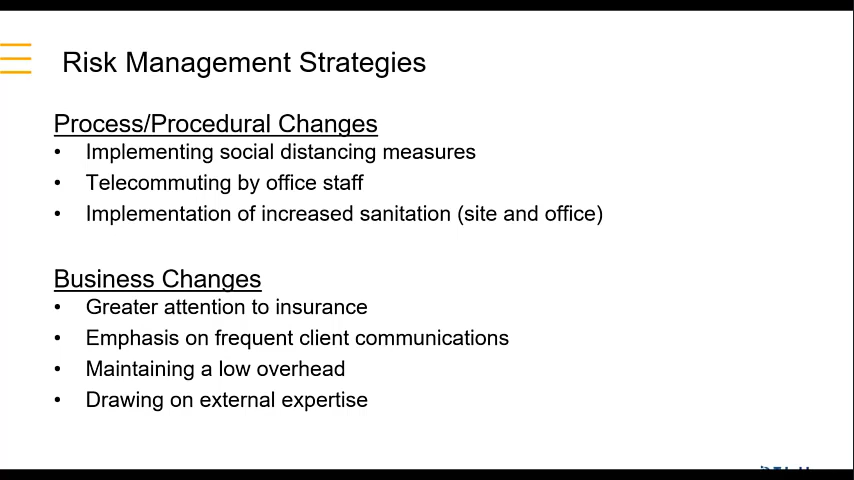 Risk Management Strategies
Process/Procedural Changes
• Implementing social distancing measures
• Telecommuting by office staff
• Implementation of increased sanitation (site and office)
Business Changes
• Greater attention to insurance
• Emphasis on frequent client communications
• Maintaining a low overhead
• Drawing on external expertise